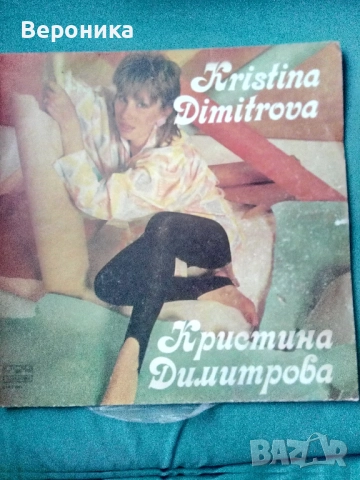 Вероника
Kristina
Dimitrova
Кристина
Димитрова
BAZAR